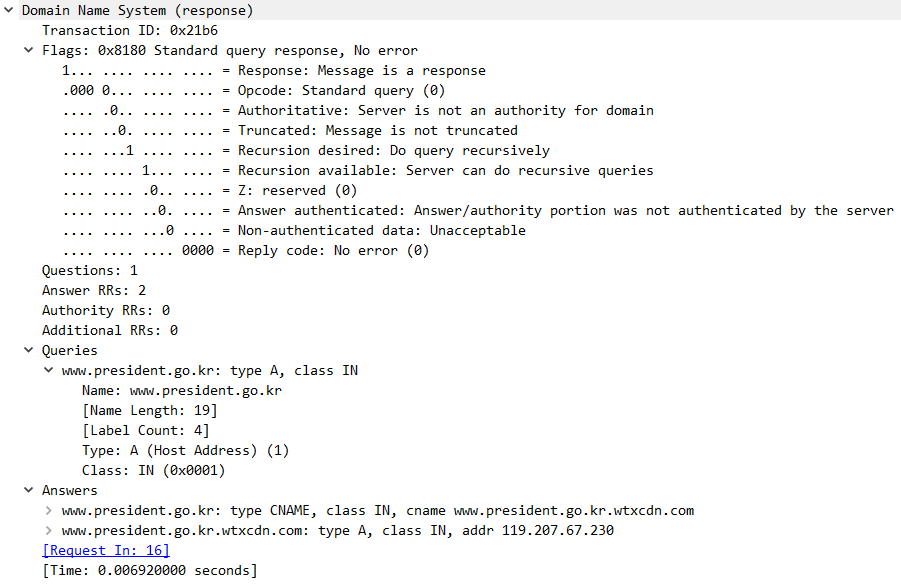 Domain Name System (response)
Transaction ID: 0x21b6
Flags: 0x8180 Standard query response, No error
1... .... .... .... = Response: Message is a response
.000 0... .... .... = Opcode: Standard query (0)
.... .0.. .... .... = Authoritative: Server is not an authority for domain
.... ..0. .... .... = Truncated: Message is not truncated
.... ...1 .... .... = Recursion desired: Do query recursively
.... .... 1... .... = Recursion available: Server can do recursive queries
.... .... .0.. .... = Z: reserved (0)
.... .... ..0. .... = Answer authenticated: Answer/authority portion was not authenticated by the server
.... .... ...0 .... = Non-authenticated data: Unacceptable
.... .... .... 0000 = Reply code: No error (0)
Questions: 1
Answer RRs: 2
Authority RRs: 0
Additional RRs: 0
Queries
www.president.go.kr: type A, class IN
Name: www.president.go.kr
[Name Length: 19]
[Label Count: 4]
Type: A (Host Address) (1)
Class: IN (0x0001)
Answers
www.president.go.kr: type CNAME, class IN, cname www.president.go.kr.wtxcdn.com
www.president.go.kr.wtxcdn.com: type A, class IN, addr 119.207.67.230
[Request In: 16]
[Time: 0.006920000 seconds]